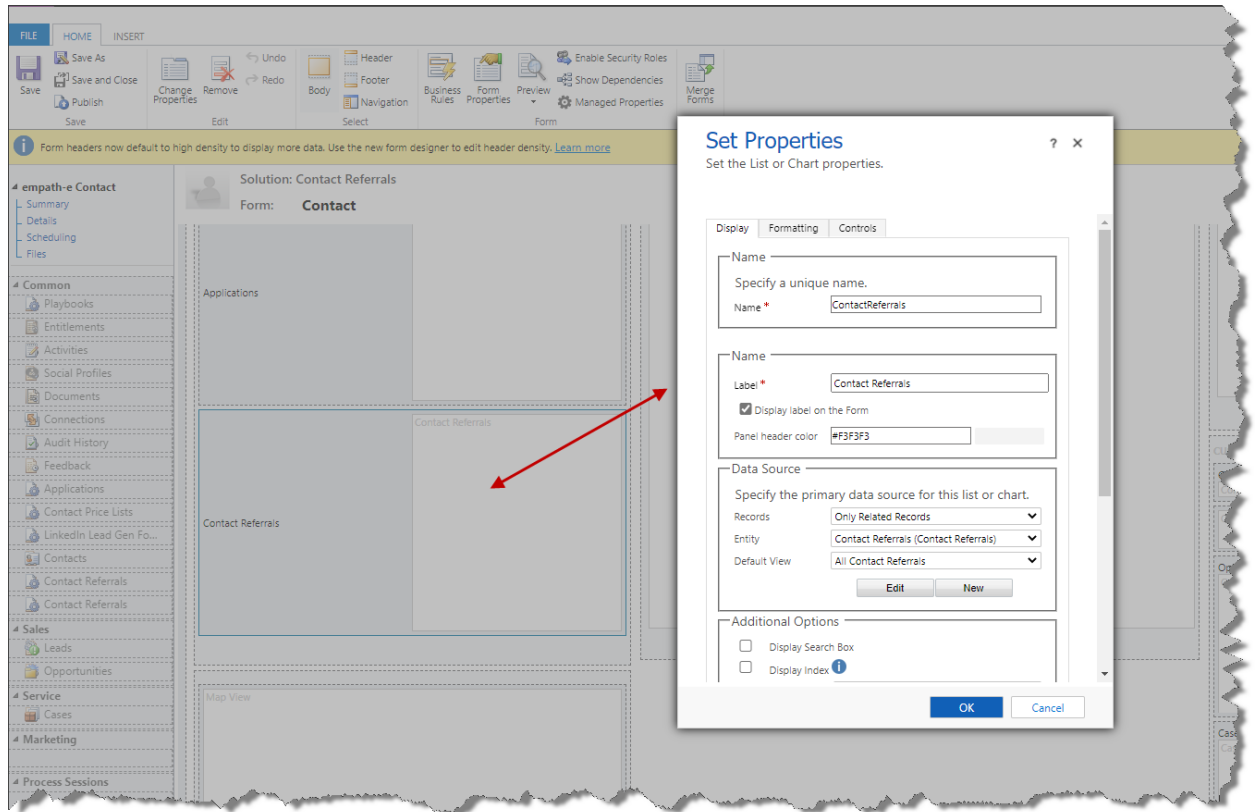 FILE HOME INSERT
Save
Save As
Save and Close
Publish
Save
Change Properties
Remove
Undo
Redo
Edit
Body
Header
Footer
Navigation
Select
Business Rules
Form Properties
Preview
Enable Security Roles
Show Dependencies
Managed Properties
Form
Merge Forms
Form headers now default to high density to display more data. Use the new form designer to edit header density. Learn more
empath-e Contact
Summary
Details
Scheduling
Files
Common
Playbooks
Entitlements
Activities
Social Profiles
Documents
Connections
Audit History
Feedback
Applications
Contact Price Lists
LinkedIn Lead Gen Fo...
Contacts
Contact Referrals
Contact Referrals
Sales
Leads
Opportunities
Service
Cases
Marketing
Process Sessions
Solution: Contact Referrals
Form: Contact
Applications
Contact Referrals
Contact Referrals
Map View
Set Properties
? X
Set the List or Chart properties.
Display Formatting Controls
Name
Specify a unique name.
Name * ContactReferrals
Name
Label * Contact Referrals
Display label on the Form
Panel header color #F3F3F3
Data Source
Specify the primary data source for this list or chart.
Records Only Related Records
Entity Contact Referrals (Contact Referrals)
Default View All Contact Referrals
Edit New
Additional Options
Display Search Box
Display Index
OK Cancel